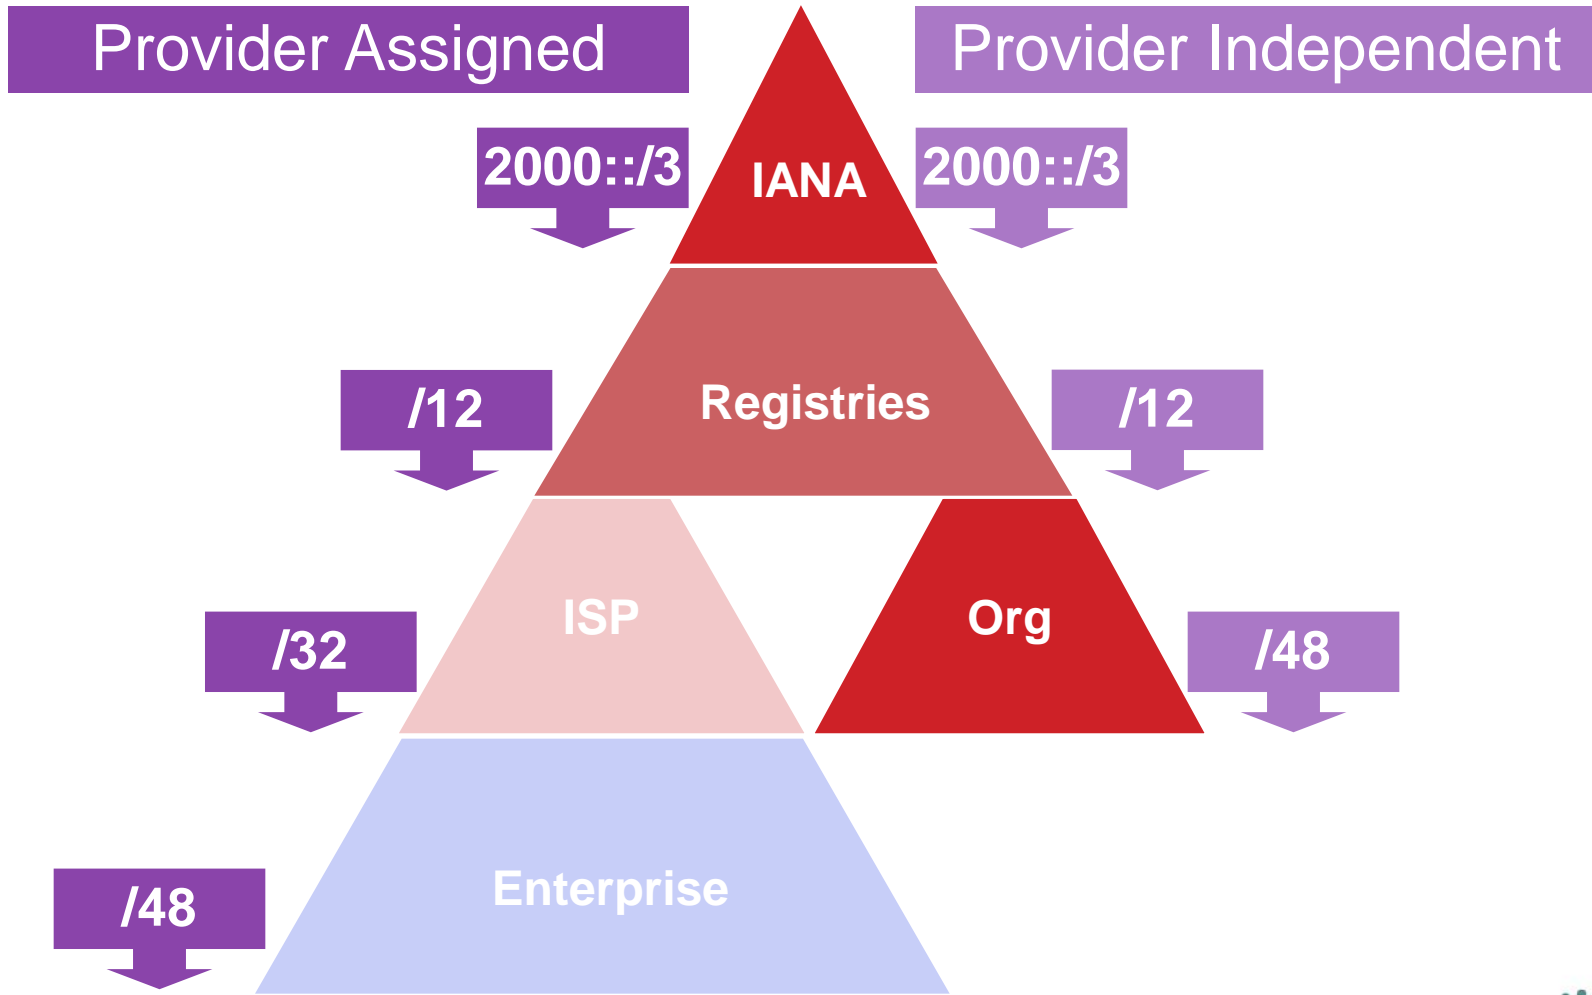 Provider Assigned
Provider Independent
2000::/3
IANA
2000::/3
/12
Registries
/12
/32
ISP
Org
/48
/48
Enterprise